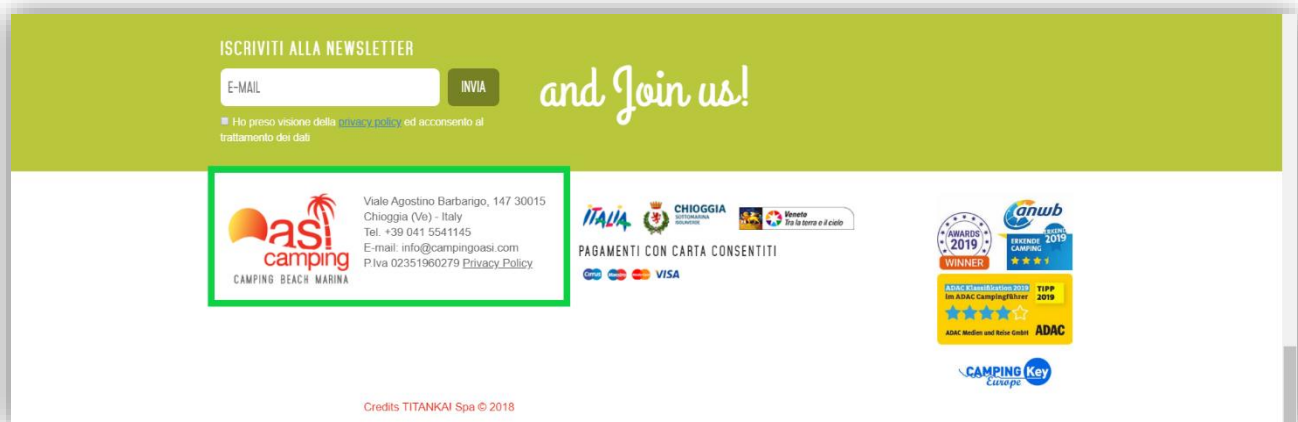 ISCRIVITI ALLA NEWSLETTER
E-MAIL
INVIA
and Join us!
Ho preso visione della privacy policy ed acconsento al
trattamento dei dati
Oasi
camping
CAMPING BEACH MARINA
Viale Agostino Barbarigo, 147 30015
Chioggia (Ve) - Italy
Tel. +39 041 5541145
E-mail: info@campingoasi.com
P.Iva 02351960279 Privacy Policy
ITALIA
CHIOGGIA
SOTTOMARINA
Veneto
Tra la terra e il cielo
PAGAMENTI CON CARTA CONSENTITI
Cirrus
Maestro
VISA
AWARDS
2019
WINNER
anwb
ERKENDE
CAMPING
2019
ADAC Klassifikation 2019
im ADAC Campingführer
TIPP
2019
ADAC Medien und Reise GmbH
ADAC
CAMPING Key
Europe
Credits TITANKAI Spa © 2018